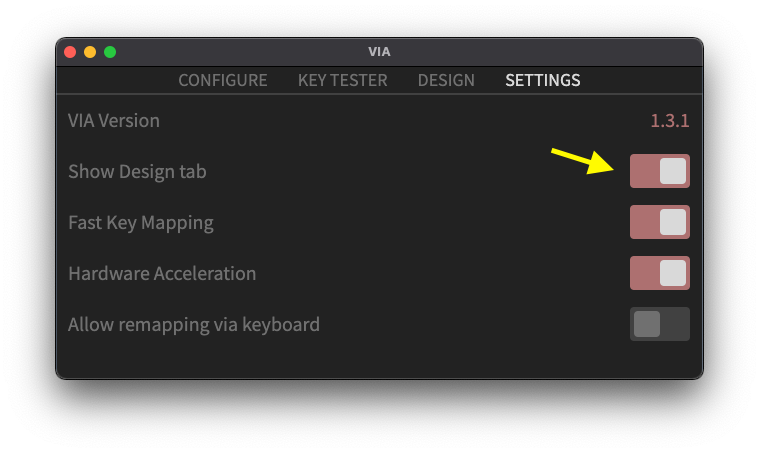 VIA
CONFIGURE KEY TESTER DESIGN SETTINGS
VIA Version 1.3.1
Show Design tab
Fast Key Mapping
Hardware Acceleration
Allow remapping via keyboard